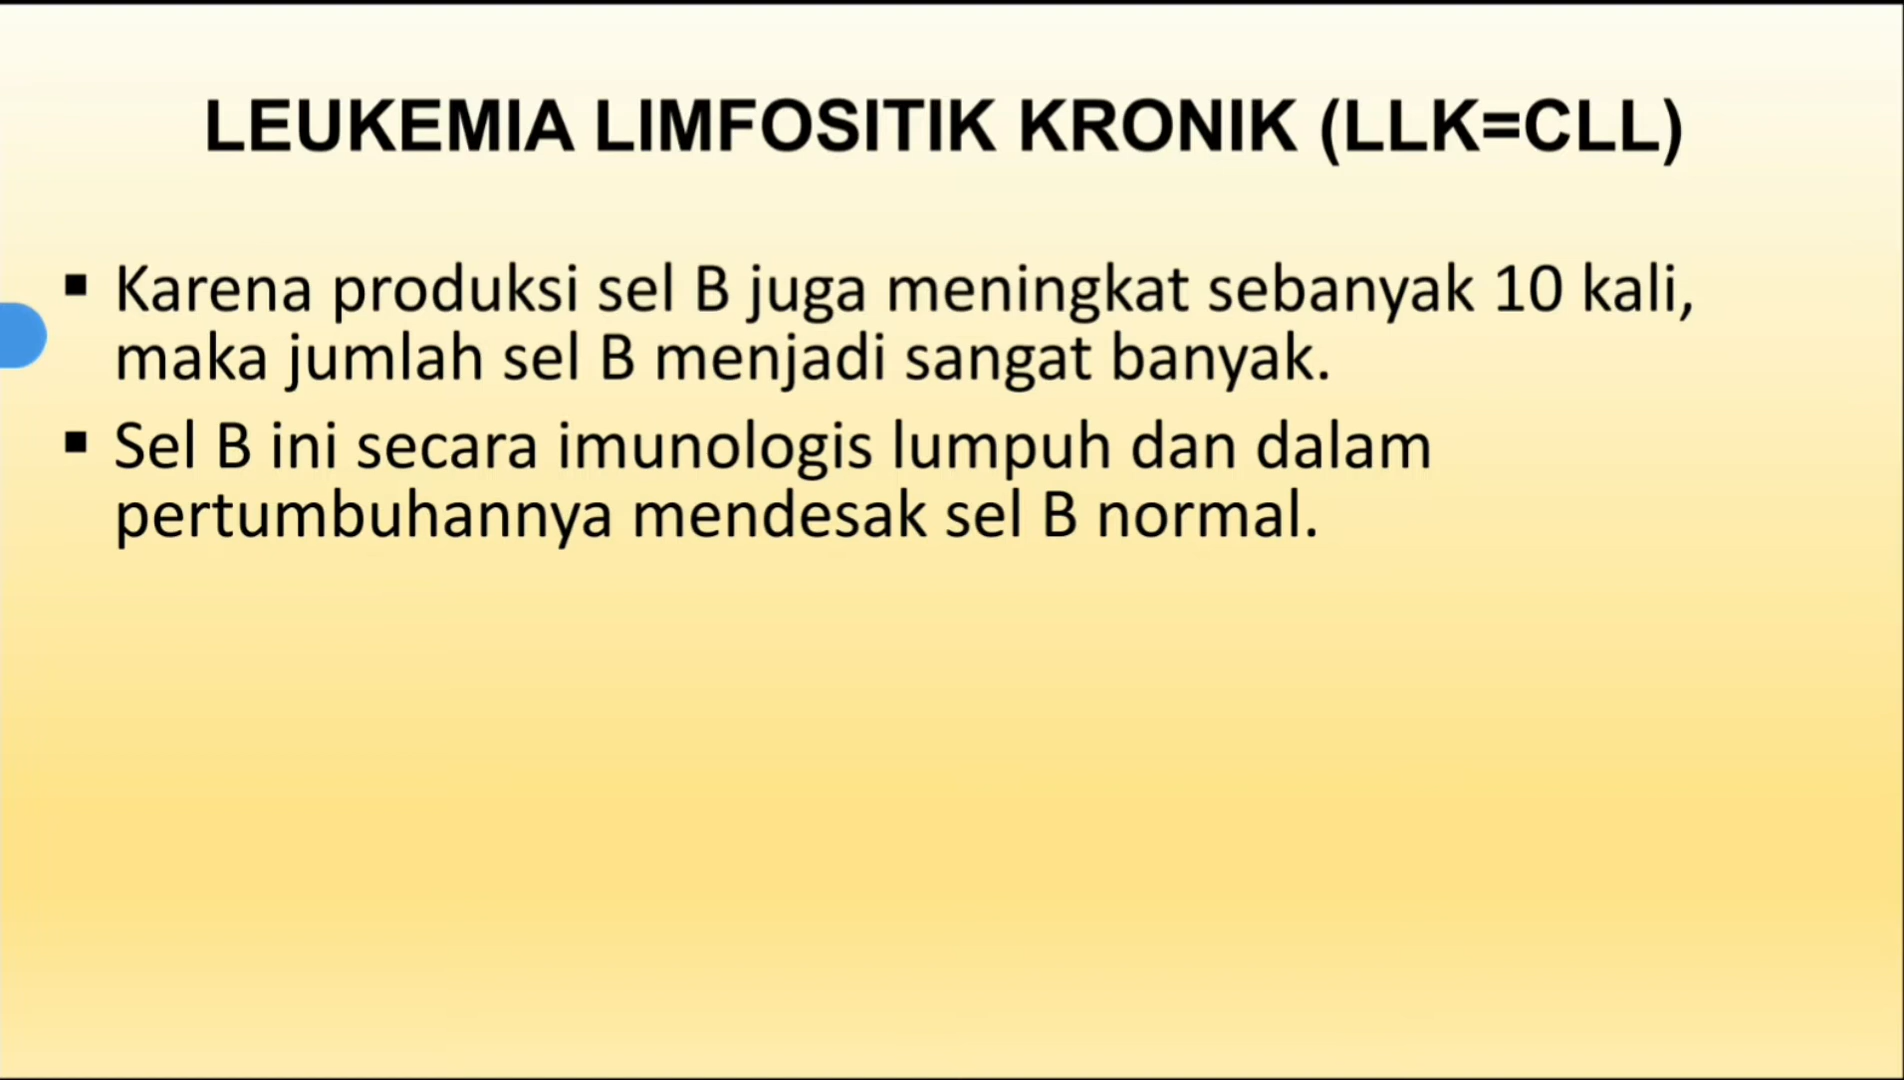 LEUKEMIA LIMFOSITIK KRONIK (LLK=CLL)
▪ Karena produksi sel B juga meningkat sebanyak 10 kali,
maka jumlah sel B menjadi sangat banyak.
▪ Sel B ini secara imunologis lumpuh dan dalam
pertumbuhannya mendesak sel B normal.